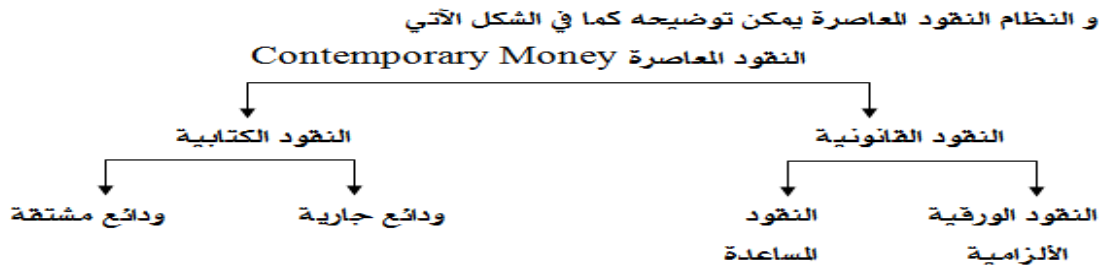 و النظام النقود المعاصرة يمكن توضيحه كما في الشكل الآتي
النقود المعاصرة Contemporary Money
النقود القانونية
النقود الكتابية
النقود الورقية الألزامية
النقود المساعدة
ودائع جارية
ودائع مشتقة